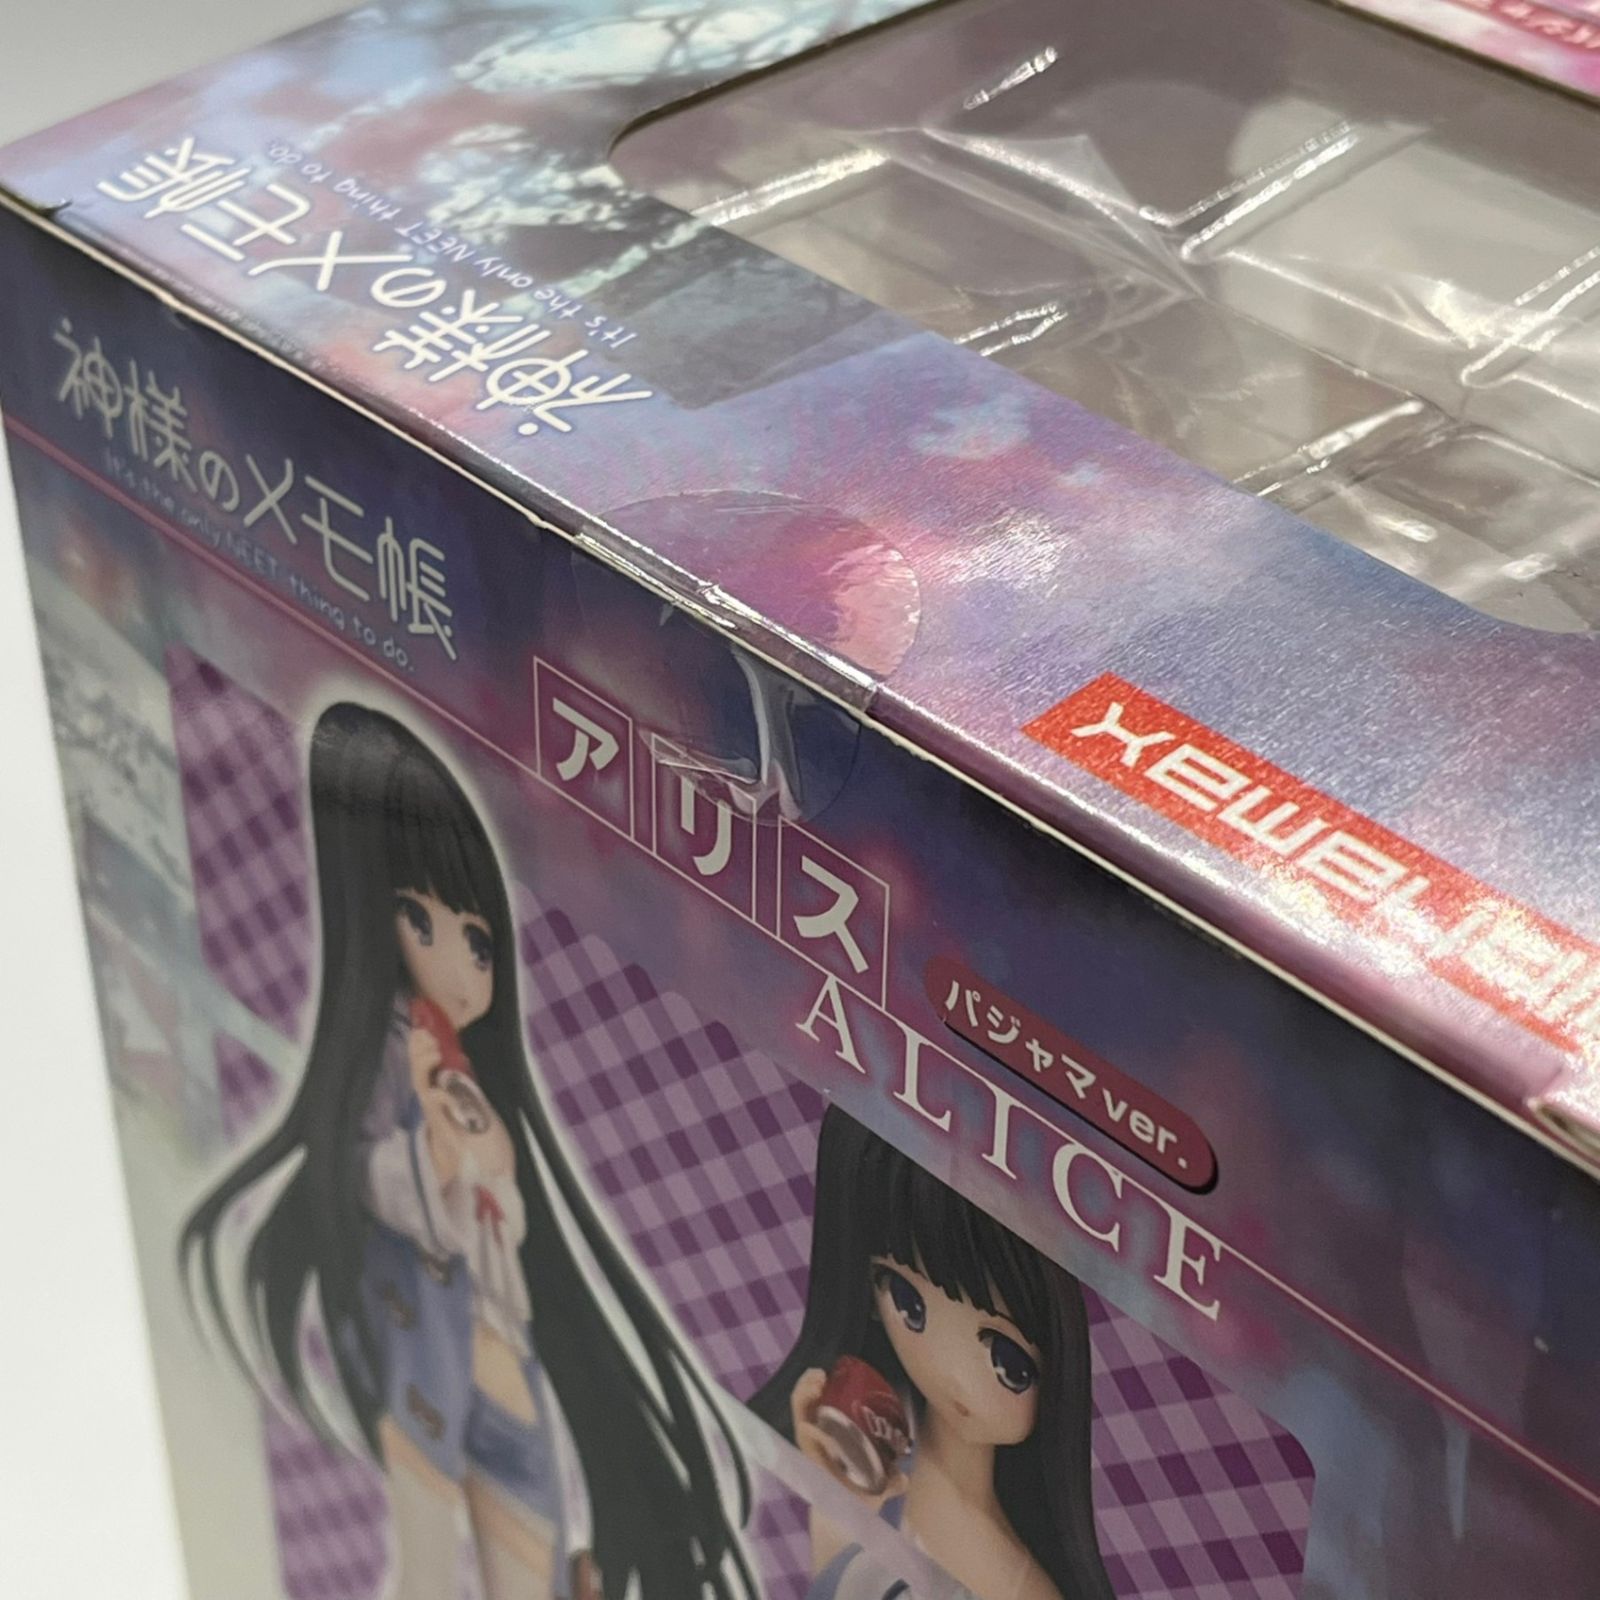 神様のメモ帳
It's the only NEET thing to do.
神様のメモ帳
It's the only NEET thing to do.
アリス
パジャマver.
ALICE